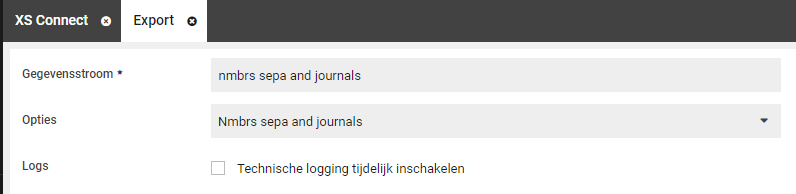 XS Connect Export
Gegevensstroom * nmbrs sepa and journals
Opties Nmbrs sepa and journals
Logs Technische logging tijdelijk inschakelen